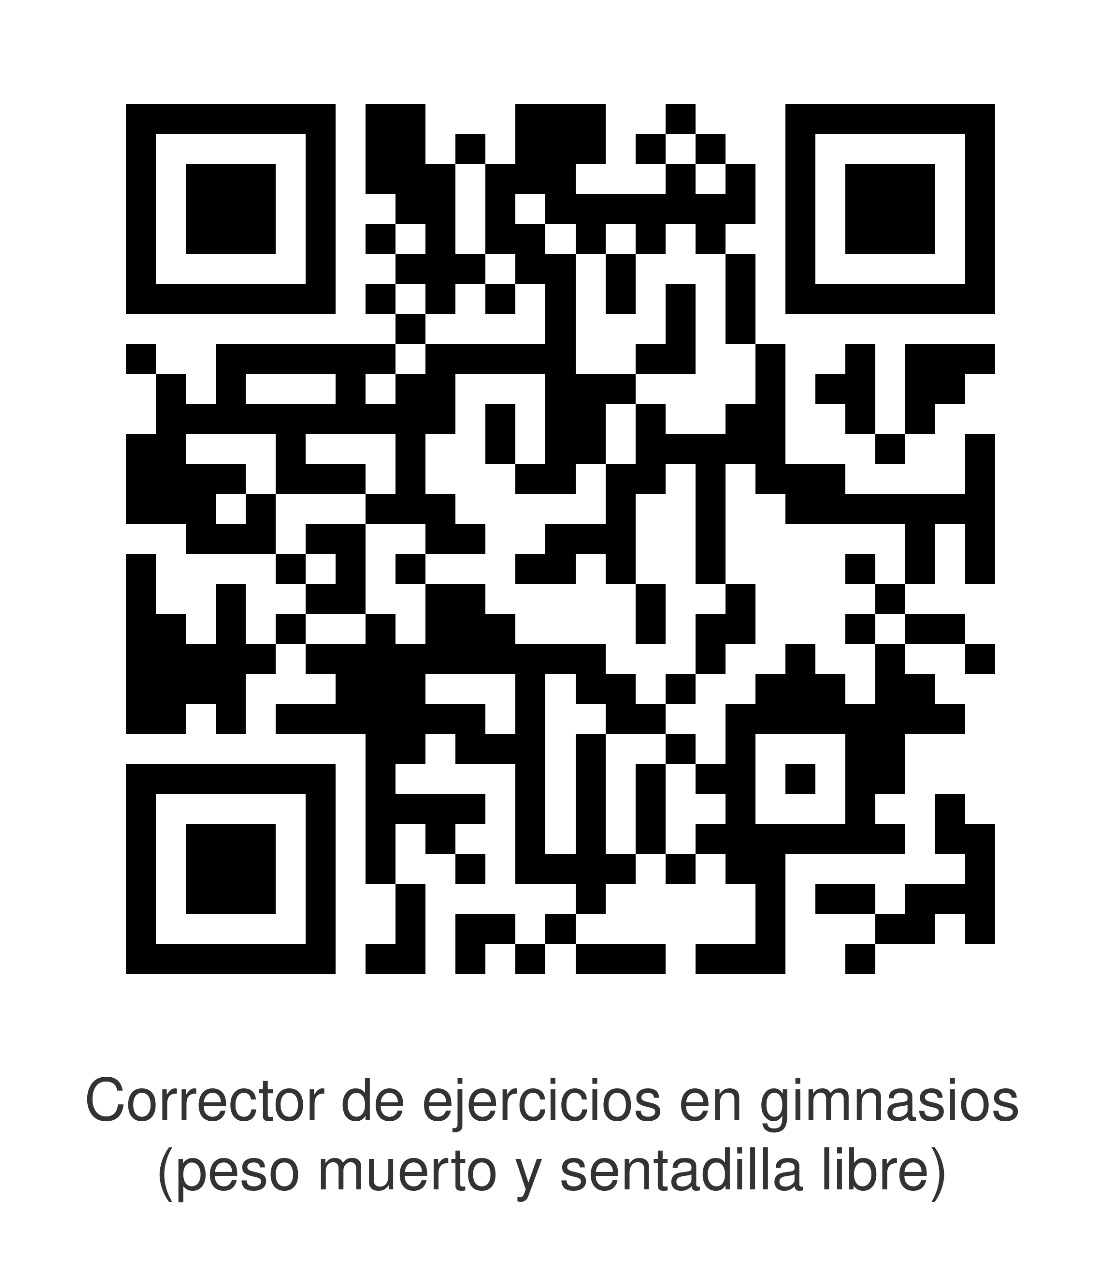 Corrector de ejercicios en gimnasios
(peso muerto y sentadilla libre)